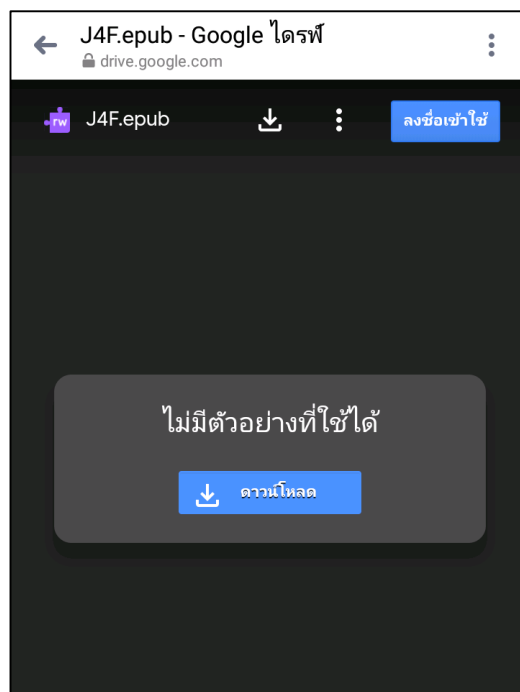 J4F.epub - Google ไดรฟ์
drive.google.com
rw J4F.epub ลงชื่อเข้าใช้
ไม่มีตัวอย่างที่ใช้ได้
ดาวน์โหลด